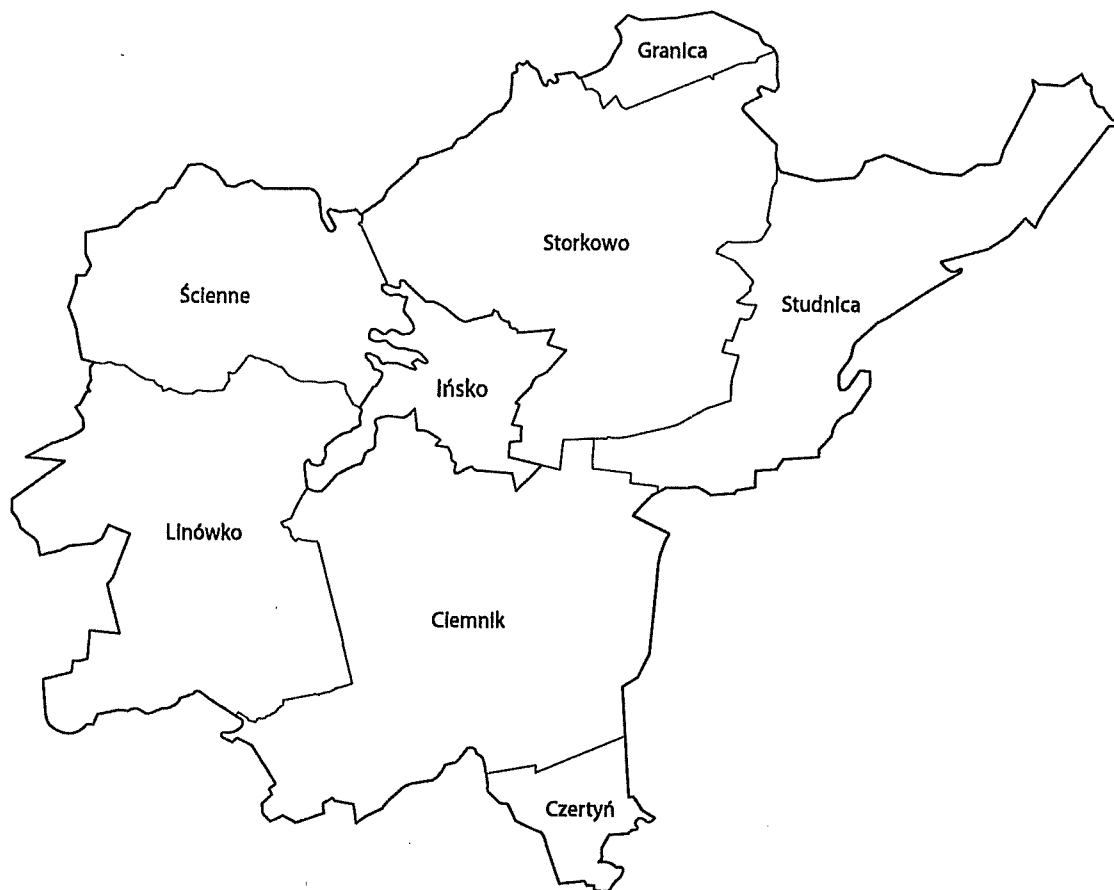 Granica
Storkowo
Ścienne
Studnica
Ińsko
Linówko
Ciemnik
Czertyń